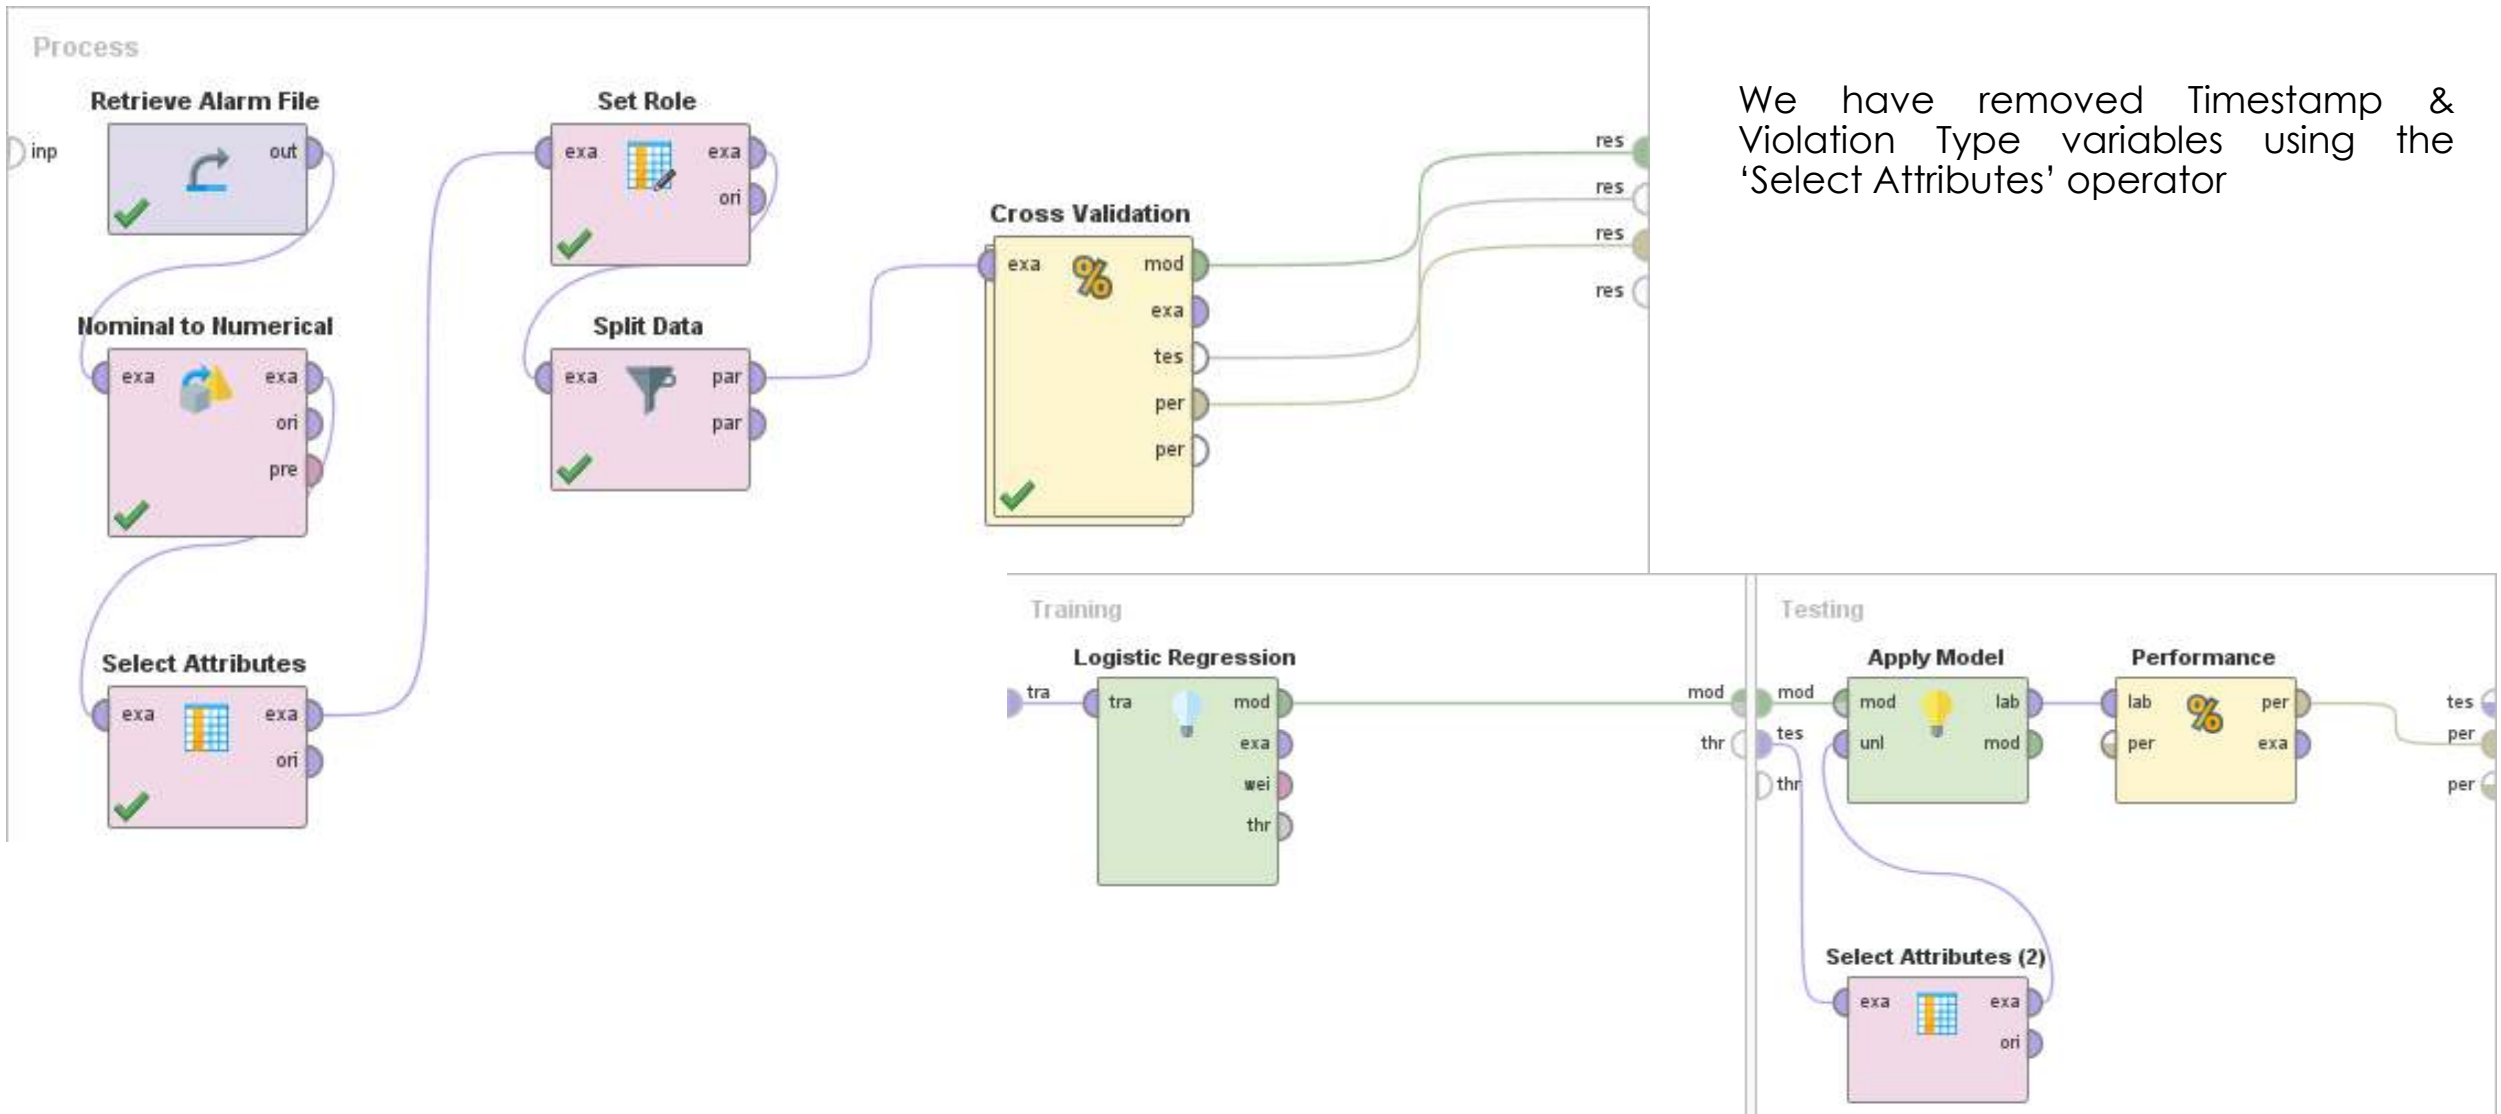 Process
Retrieve Alarm File
inp
out
Nominal to Numerical
exa
exa
ori
pre
Select Attributes
exa
exa
ori
Set Role
exa
exa
ori
Split Data
exa
par
par
Cross Validation
exa
mod
exa
tes
per
per
res
res
res
res
We have removed Timestamp &
Violation Type variables using the
‘Select Attributes’ operator
Training
Logistic Regression
tra
tra
mod
exa
wei
thr
mod
thr
Testing
mod
tes
thr
Apply Model
mod
lab
unl
mod
Performance
lab
per
per
exa
tes
per
per
Select Attributes (2)
exa
exa
ori